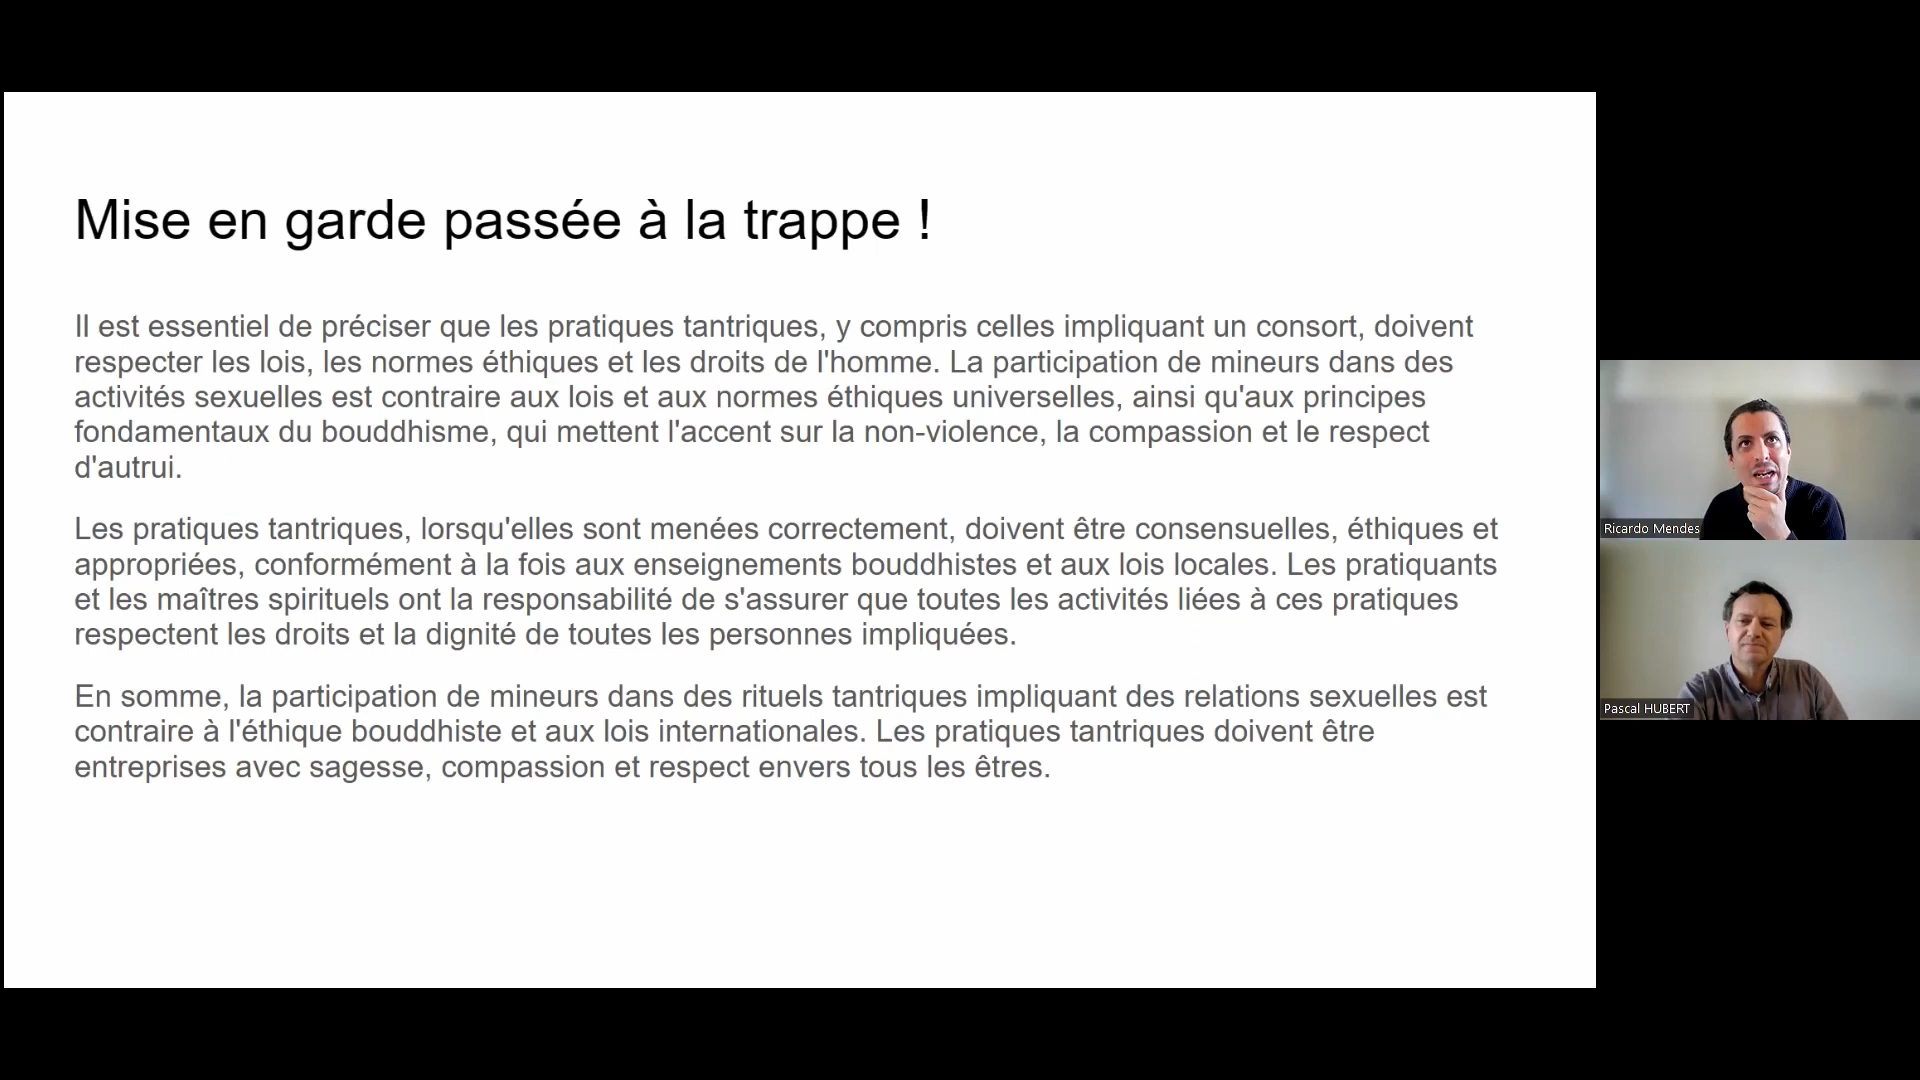 Mise en garde passée à la trappe !
Il est essentiel de préciser que les pratiques tantriques, y compris celles impliquant un consort, doivent
respecter les lois, les normes éthiques et les droits de l'homme. La participation de mineurs dans des
activités sexuelles est contraire aux lois et aux normes éthiques universelles, ainsi qu'aux principes
fondamentaux du bouddhisme, qui mettent l'accent sur la non-violence, la compassion et le respect
d'autrui.
Les pratiques tantriques, lorsqu'elles sont menées correctement, doivent être consensuelles, éthiques et
appropriées, conformément à la fois aux enseignements bouddhistes et aux lois locales. Les pratiquants
et les maîtres spirituels ont la responsabilité de s'assurer que toutes les activités liées à ces pratiques
respectent les droits et la dignité de toutes les personnes impliquées.
En somme, la participation de mineurs dans des rituels tantriques impliquant des relations sexuelles est
contraire à l'éthique bouddhiste et aux lois internationales. Les pratiques tantriques doivent être
entreprises avec sagesse, compassion et respect envers tous les êtres.
Ricardo Mendes
Pascal HUBERT